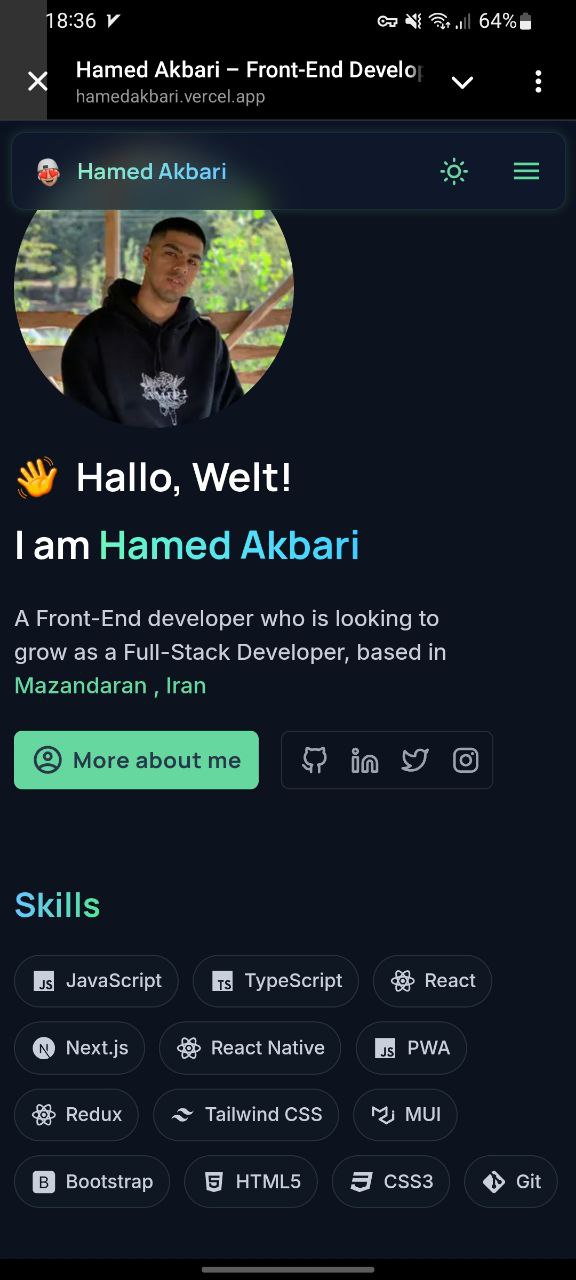 18:36
64%
Hamed Akbari – Front-End Develo
hamedakbari.vercel.app
Hamed Akbari
👋 Hallo, Welt!
I am Hamed Akbari
A Front-End developer who is looking to
grow as a Full-Stack Developer, based in
Mazandaran , Iran
More about me
Skills
JS JavaScript TS TypeScript React
N Next.js React Native JS PWA
Redux Tailwind CSS MUI
B Bootstrap 5 HTML5 CSS3 Git